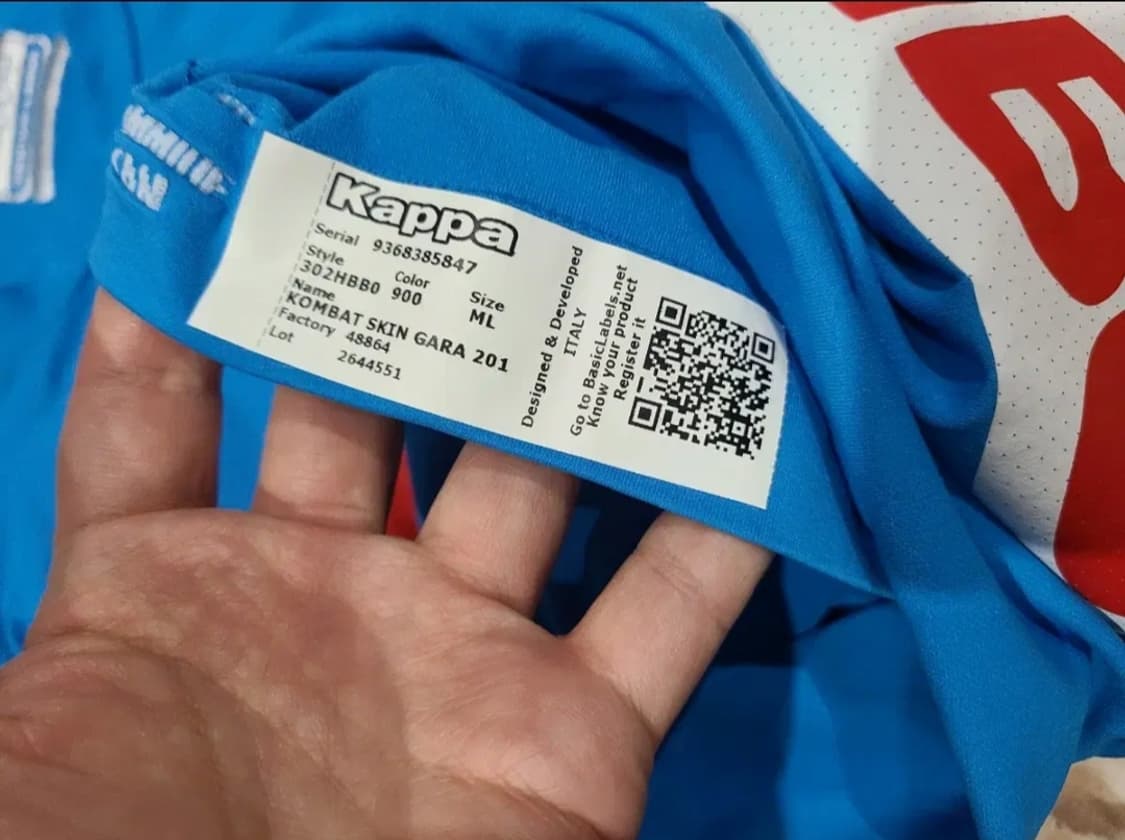 Kappa
Serial 9368385847
Style Color Size
302HBB0 900 ML
Name
KOMBAT SKIN GARA 201
Factory 48864
Lot 2644551
Designed & Developed
ITALY
Go to BasicLabels.net
Know your product
Register it